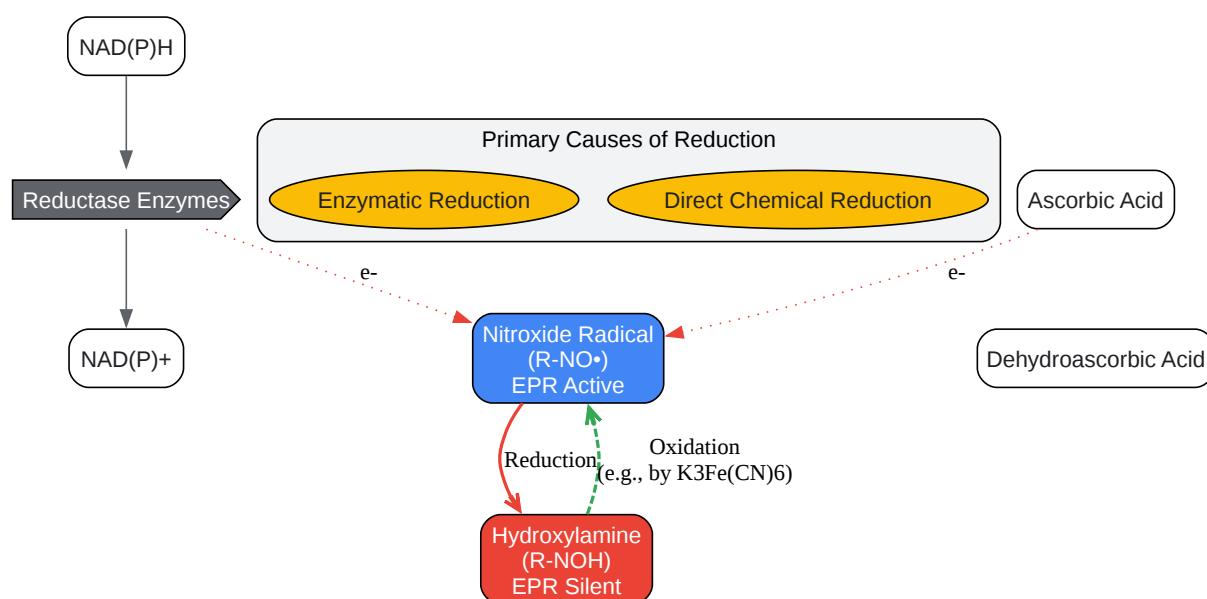 NAD(P)H
Primary Causes of Reduction
Reductase Enzymes
Enzymatic Reduction
Direct Chemical Reduction
Ascorbic Acid
e-
e-
NAD(P)+
Nitroxide Radical
(R-NO•)
EPR Active
Dehydroascorbic Acid
Reduction
Oxidation
(e.g., by K3Fe(CN)6)
Hydroxylamine
(R-NOH)
EPR Silent